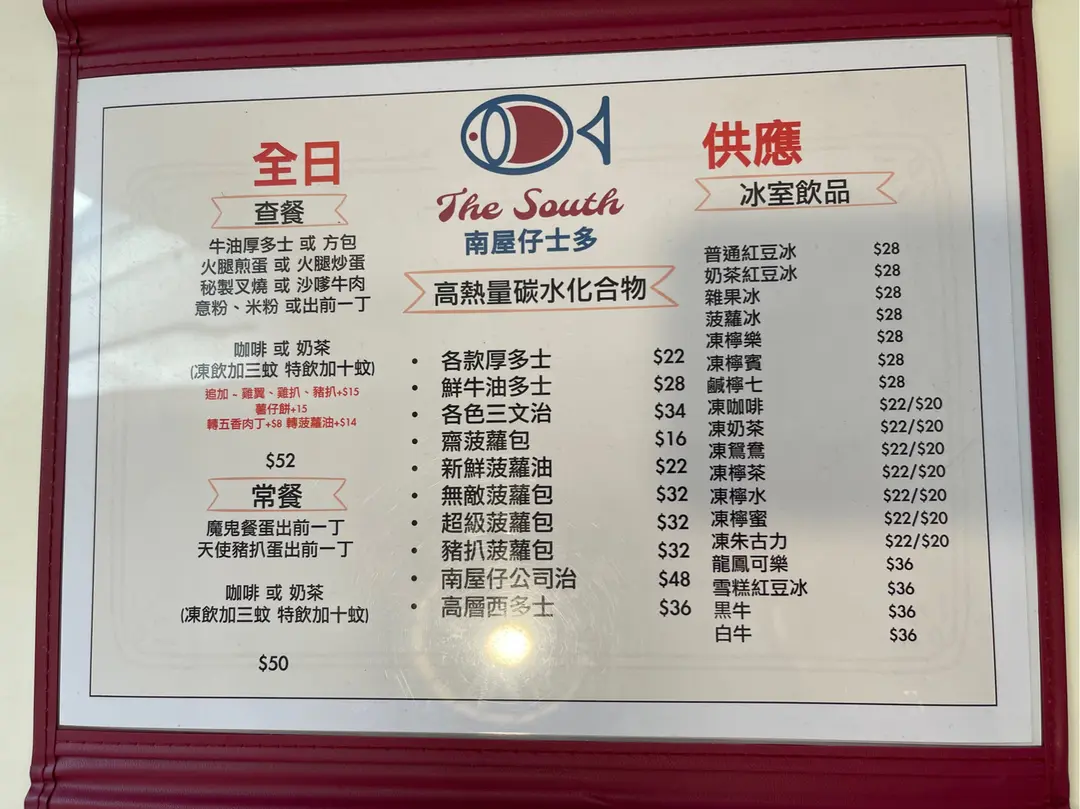 全日
供應
The South
南屋仔士多
查餐
牛油厚多士 或 方包
火腿煎蛋 或 火腿炒蛋
秘製叉燒 或 沙嗲牛肉
意粉、米粉 或出前一丁
咖啡 或 奶茶
(凍飲加三蚊 特飲加十蚊)
追加 ~ 雞翼、雞扒、豬扒+$15
薯仔餅+15
轉五香肉丁+$8 轉菠蘿油+$14
$52
常餐
魔鬼餐蛋出前一丁
天使豬扒蛋出前一丁
咖啡 或 奶茶
(凍飲加三蚊 特飲加十蚊)
$50
高熱量碳水化合物
• 各款厚多士 $22
• 鮮牛油多士 $28
• 各色三文治 $34
• 齋菠蘿包 $16
• 新鮮菠蘿油 $22
• 無敵菠蘿包 $32
• 超級菠蘿包 $32
• 豬扒菠蘿包 $32
• 南屋仔公司治 $48
• 高層西多士 $36
冰室飲品
普通紅豆冰 $28
奶茶紅豆冰 $28
雜果冰 $28
菠蘿冰 $28
凍檸樂 $28
凍檸賓 $28
鹹檸七 $28
凍咖啡 $22/$20
凍奶茶 $22/$20
凍鴛鴦 $22/$20
凍檸茶 $22/$20
凍檸水 $22/$20
凍檸蜜 $22/$20
凍朱古力 $22/$20
龍鳳可樂 $36
雪糕紅豆冰 $36
黑牛 $36
白牛 $36